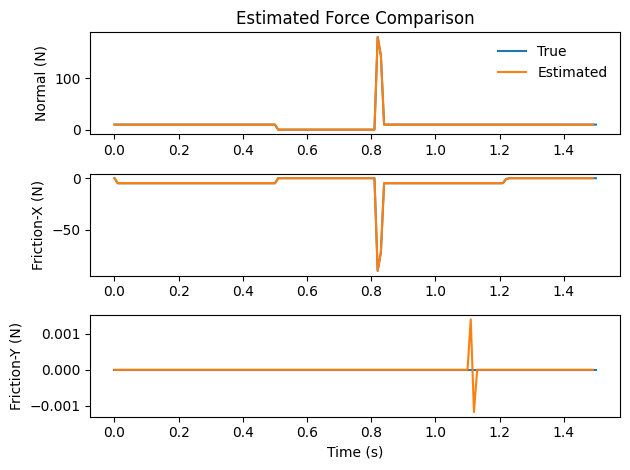 Estimated Force Comparison
Normal (N)
100
0
True
Estimated
0.0 0.2 0.4 0.6 0.8 1.0 1.2 1.4
Friction-X (N)
0
−50
0.0 0.2 0.4 0.6 0.8 1.0 1.2 1.4
Friction-Y (N)
0.001
0.000
−0.001
0.0 0.2 0.4 0.6 0.8 1.0 1.2 1.4
Time (s)